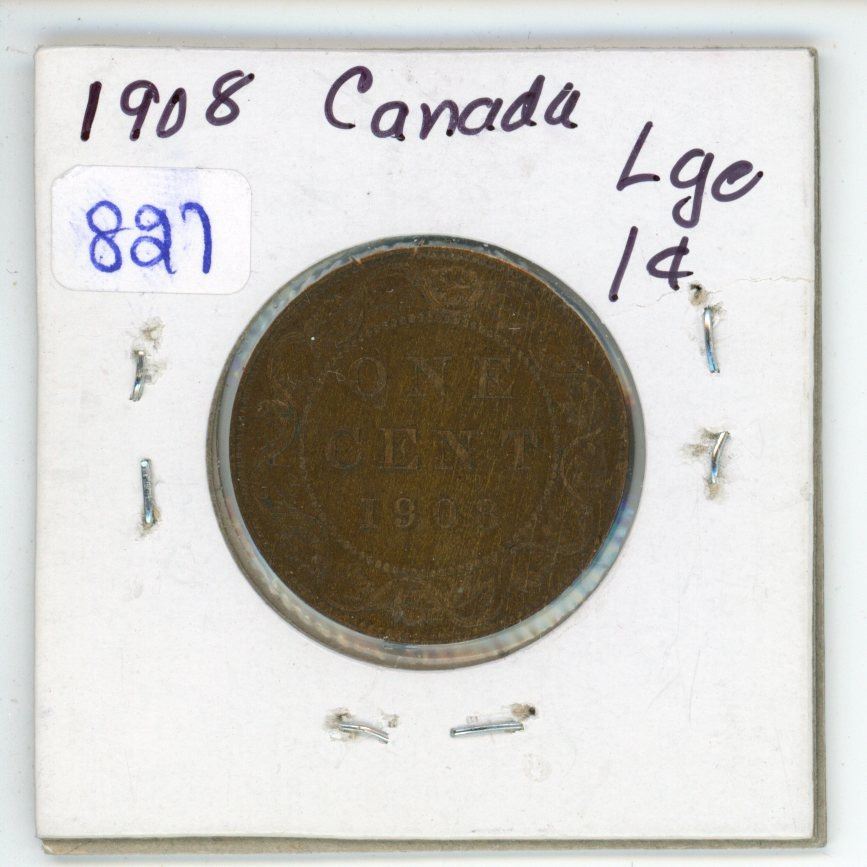 1908 Canada
Lge
1¢
827
ONE
CENT
1908